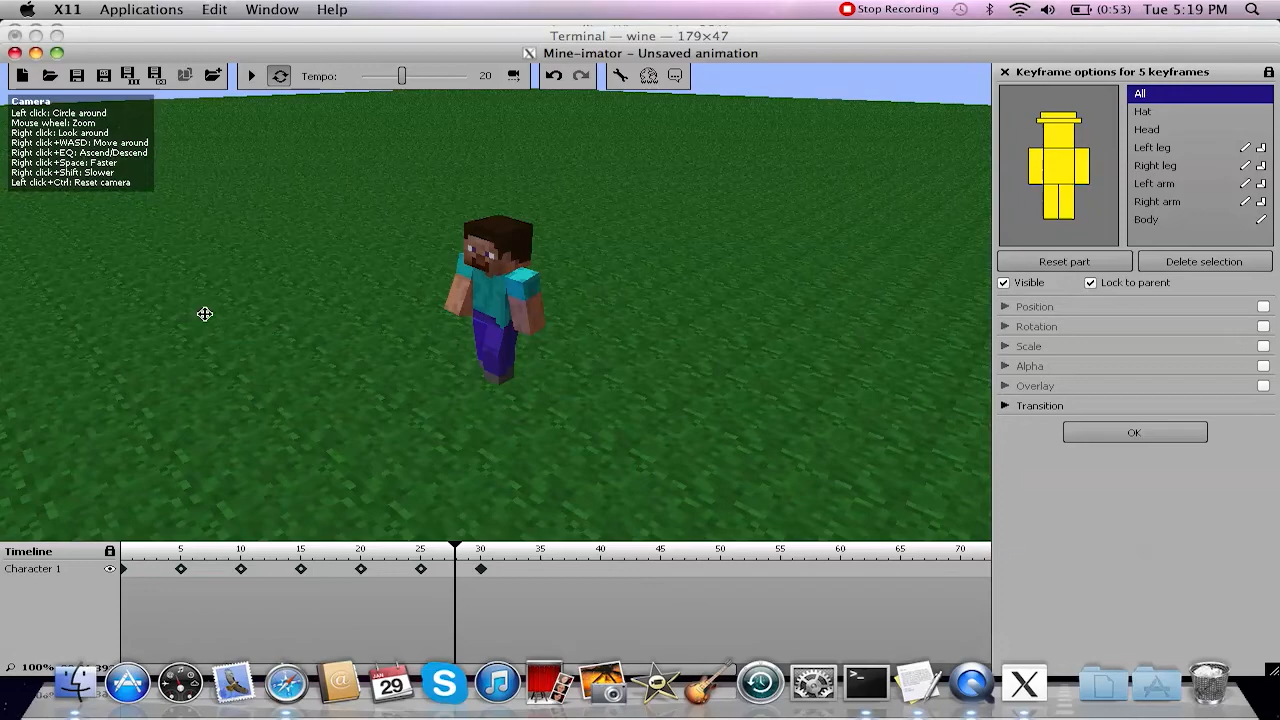 X11 Applications Edit Window Help Stop Recording (0:53) Tue 5:19 PM
Terminal — wine — 179×47
Mine-imator - Unsaved animation
Tempo: 20
Camera
Left click: Circle around
Mouse wheel: Zoom
Right click: Look around
Right click+WASD: Move around
Right click+EQ: Ascend/Descend
Right click+Space: Faster
Right click+Shift: Slower
Left click+Ctrl: Reset camera
Keyframe options for 5 keyframes
All
Hat
Head
Left leg
Right leg
Left arm
Right arm
Body
Reset part Delete selection
Visible Lock to parent
Position
Rotation
Scale
Alpha
Overlay
Transition
OK
Timeline 5 10 15 20 25 30 35 40 45 50 55 60 65 70
Character 1
100%
29